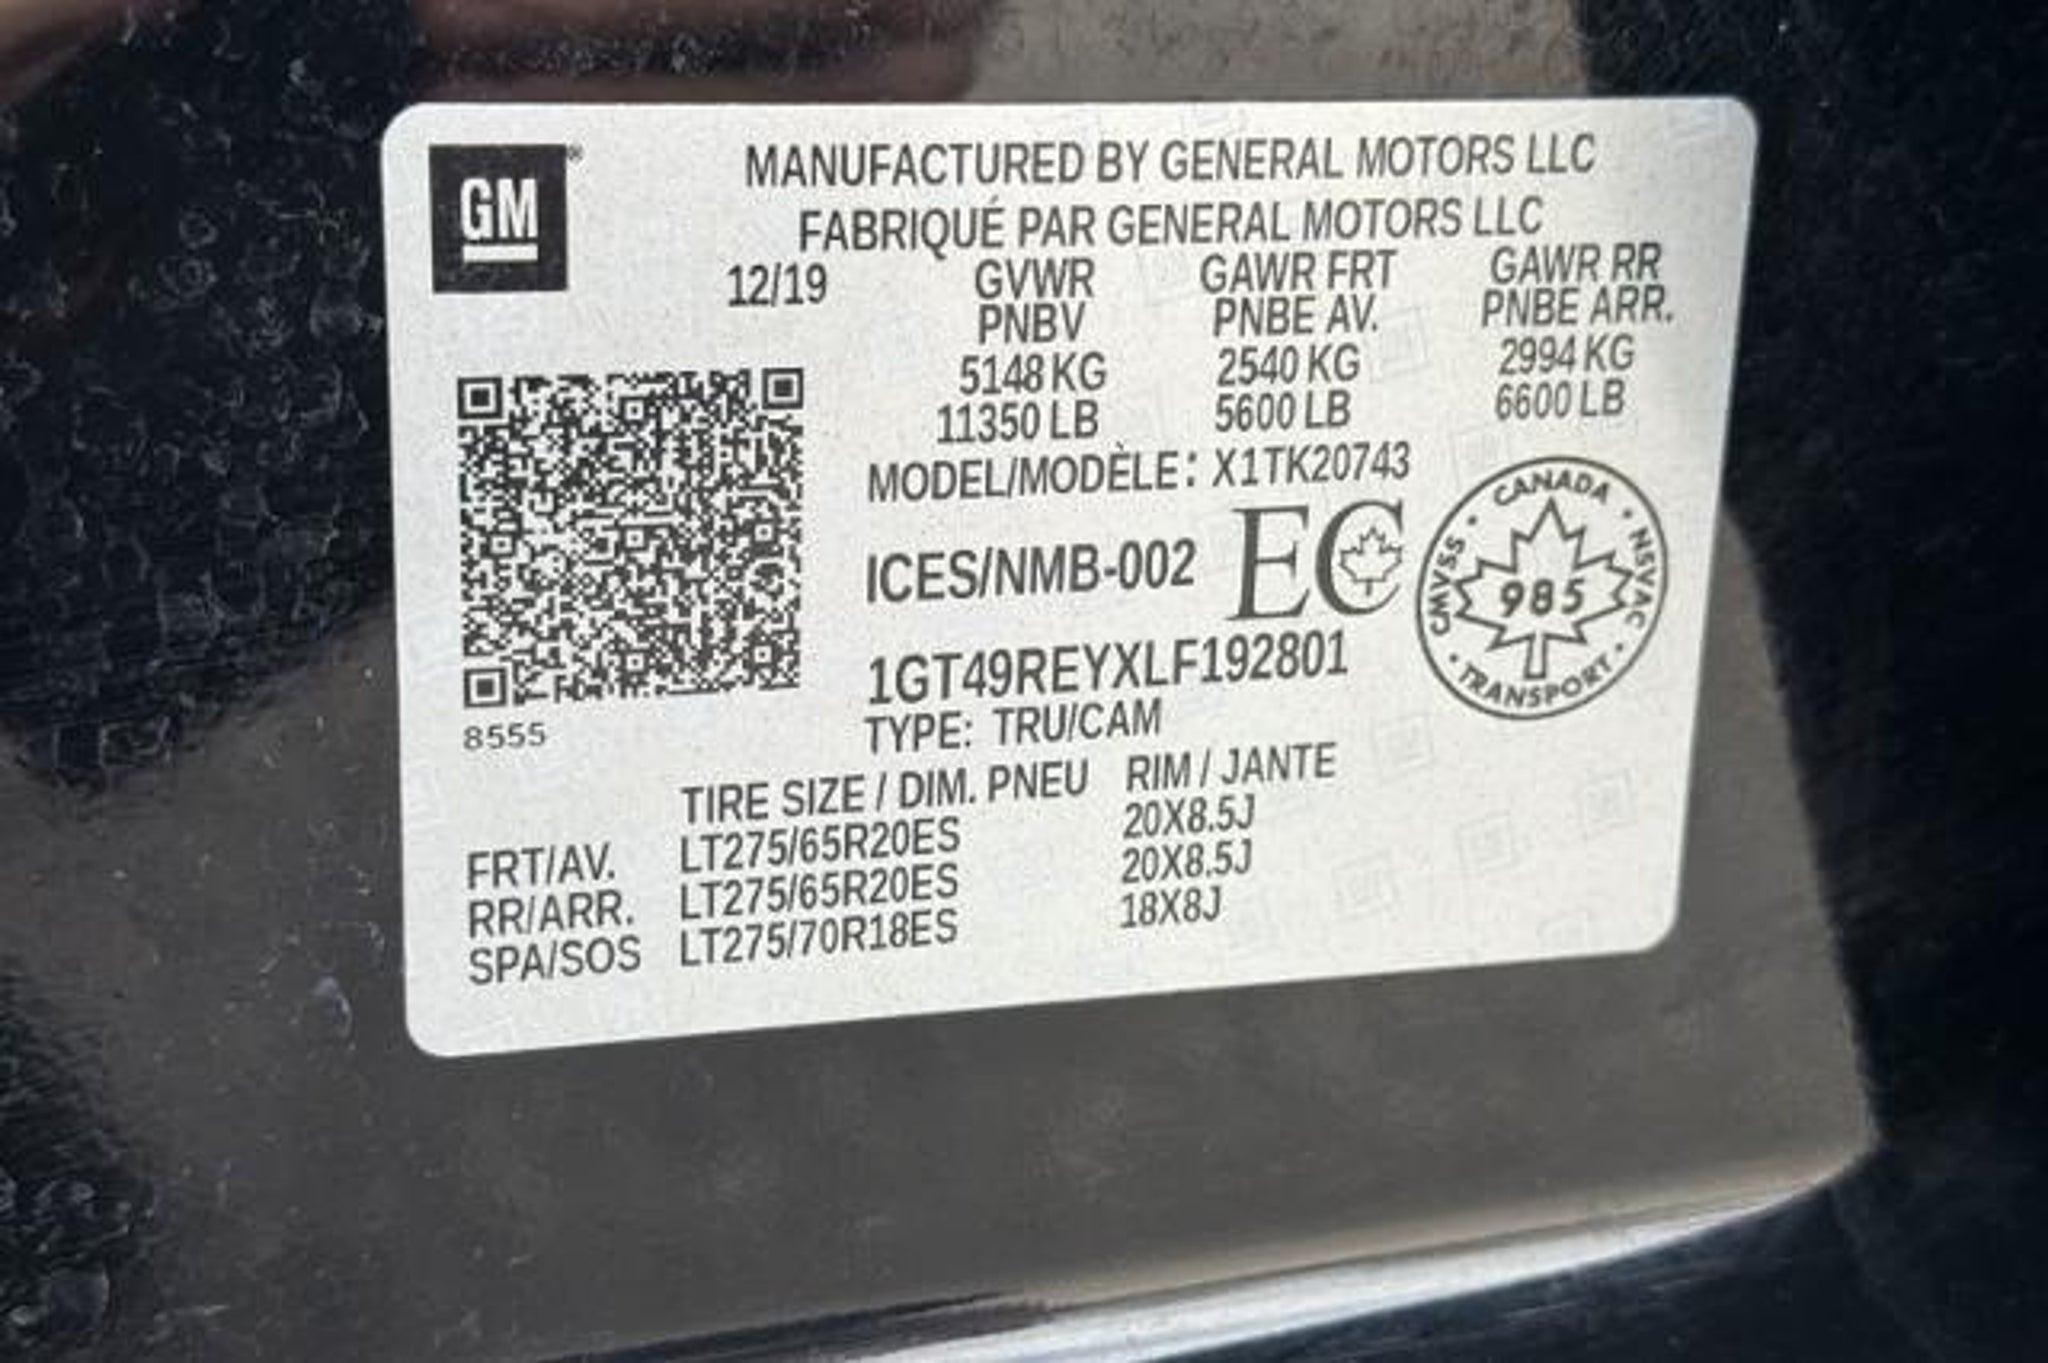 GM®
MANUFACTURED BY GENERAL MOTORS LLC
FABRIQUÉ PAR GENERAL MOTORS LLC
12/19 GVWR GAWR FRT GAWR RR
PNBV PNBE AV. PNBE ARR.
5148 KG 2540 KG 2994 KG
11350 LB 5600 LB 6600 LB
MODEL/MODÈLE: X1TK20743
ICES/NMB-002 EC
CANADA · NSVAC · TRANSPORT · CMVSS ·
985
1GT49REYXLF192801
8555
TYPE: TRU/CAM
TIRE SIZE / DIM. PNEU RIM / JANTE
FRT/AV. LT275/65R20ES 20X8.5J
RR/ARR. LT275/65R20ES 20X8.5J
SPA/SOS LT275/70R18ES 18X8J